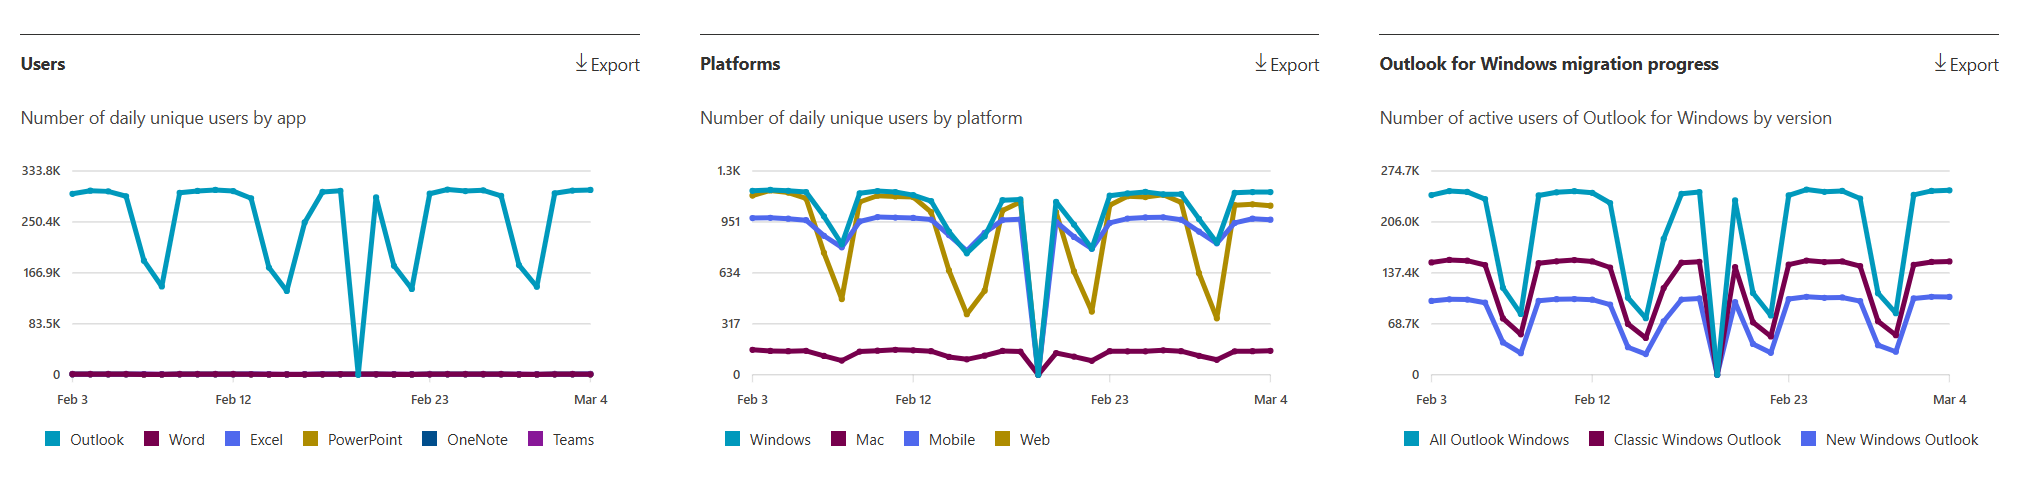 Users
Export
Number of daily unique users by app
333.8K
250.4K
166.9K
83.5K
0
Feb 3 Feb 12 Feb 23 Mar 4
Outlook Word Excel PowerPoint OneNote Teams
Platforms
Export
Number of daily unique users by platform
1.3K
951
634
317
0
Feb 3 Feb 12 Feb 23 Mar 4
Windows Mac Mobile Web
Outlook for Windows migration progress
Export
Number of active users of Outlook for Windows by version
274.7K
206.0K
137.4K
68.7K
0
Feb 3 Feb 12 Feb 23 Mar 4
All Outlook Windows Classic Windows Outlook New Windows Outlook